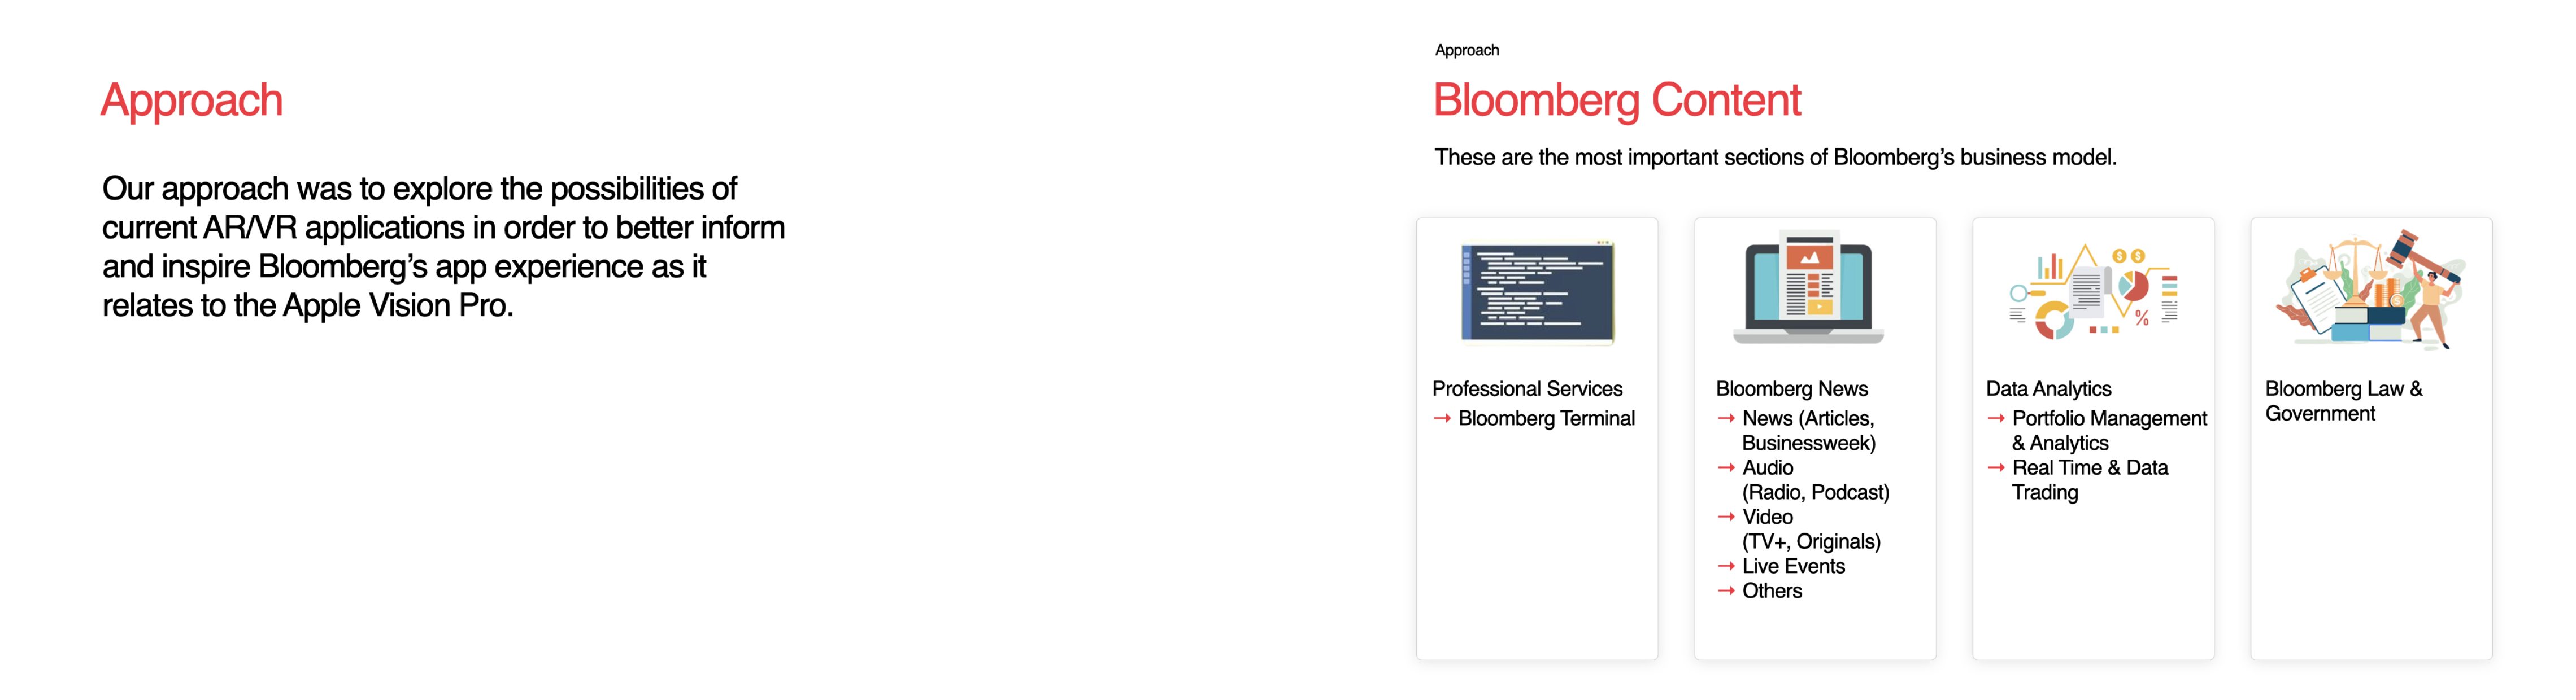 Approach
Our approach was to explore the possibilities of
current AR/VR applications in order to better inform
and inspire Bloomberg’s app experience as it
relates to the Apple Vision Pro.
Approach
Bloomberg Content
These are the most important sections of Bloomberg’s business model.
Professional Services
→ Bloomberg Terminal
Bloomberg News
→ News (Articles,
Businessweek)
→ Audio
(Radio, Podcast)
→ Video
(TV+, Originals)
→ Live Events
→ Others
Data Analytics
→ Portfolio Management
& Analytics
→ Real Time & Data
Trading
Bloomberg Law &
Government